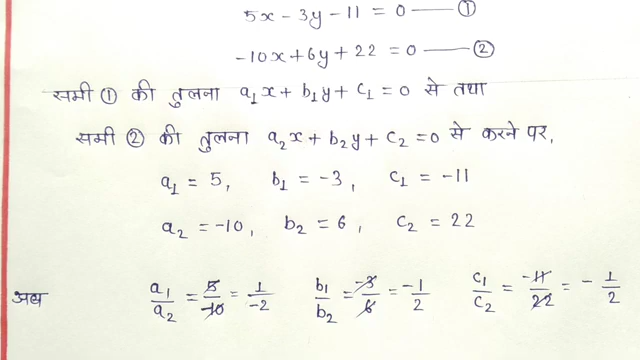 5x - 3y - 11 = 0 —— ①
-10x + 6y + 22 = 0 —— ②
समी ① की तुलना a₁x + b₁y + c₁ = 0 से तथा
समी ② की तुलना a₂x + b₂y + c₂ = 0 से करने पर,
a₁ = 5, b₁ = -3, c₁ = -11
a₂ = -10, b₂ = 6, c₂ = 22
अब a₁/a₂ = 5/-10 = 1/-2 b₁/b₂ = -3/6 = -1/2 c₁/c₂ = -11/22 = - 1/2